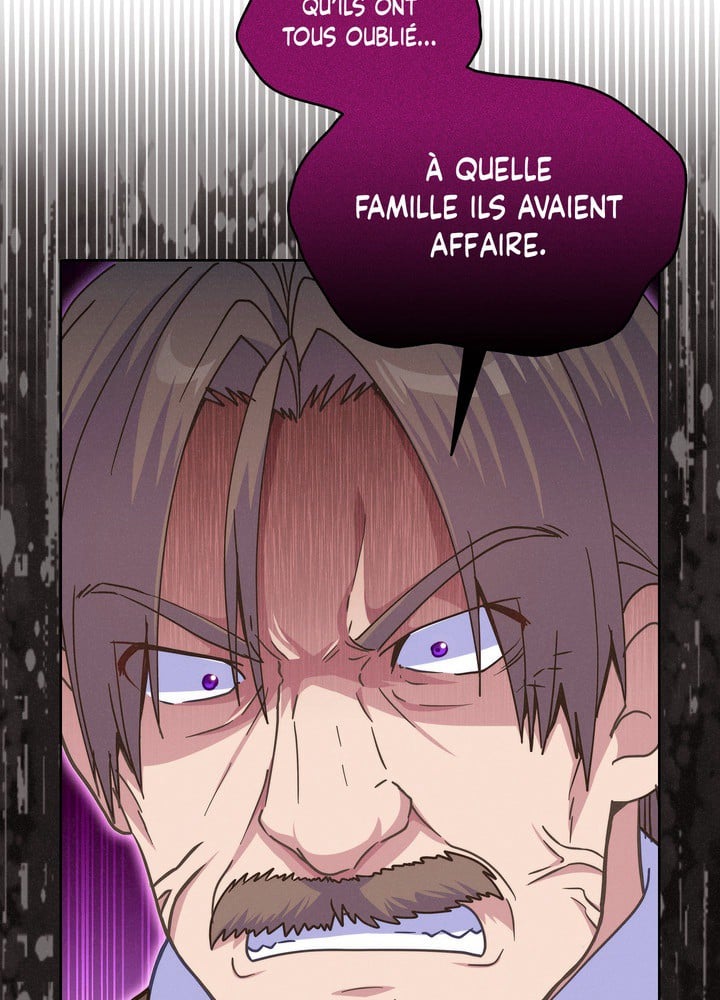 QU'ILS ONT
TOUS OUBLIÉ...
À QUELLE
FAMILLE ILS AVAIENT
AFFAIRE.